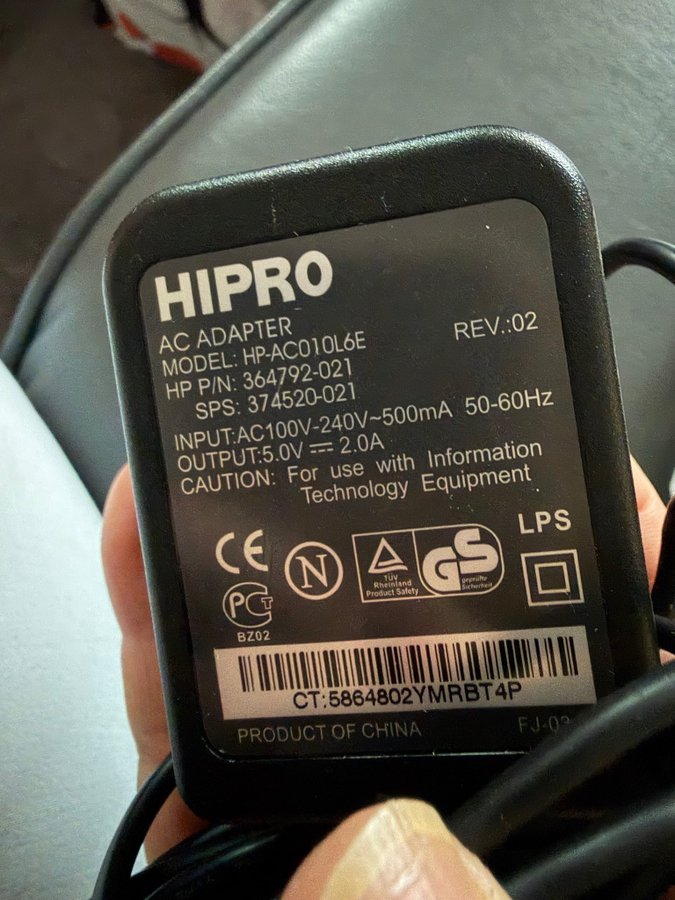 HIPRO
AC ADAPTER
MODEL: HP-AC010L6E REV.:02
HP P/N: 364792-021
SPS: 374520-021
INPUT:AC100V-240V~500mA 50-60Hz
OUTPUT:5.0V ⎓ 2.0A
CAUTION: For use with Information
Technology Equipment
CE
N
TÜV
Rheinland
Product Safety
GS
geprüfte
Sicherheit
LPS
PCT
BZ02
CT:5864802YMRBT4P
PRODUCT OF CHINA